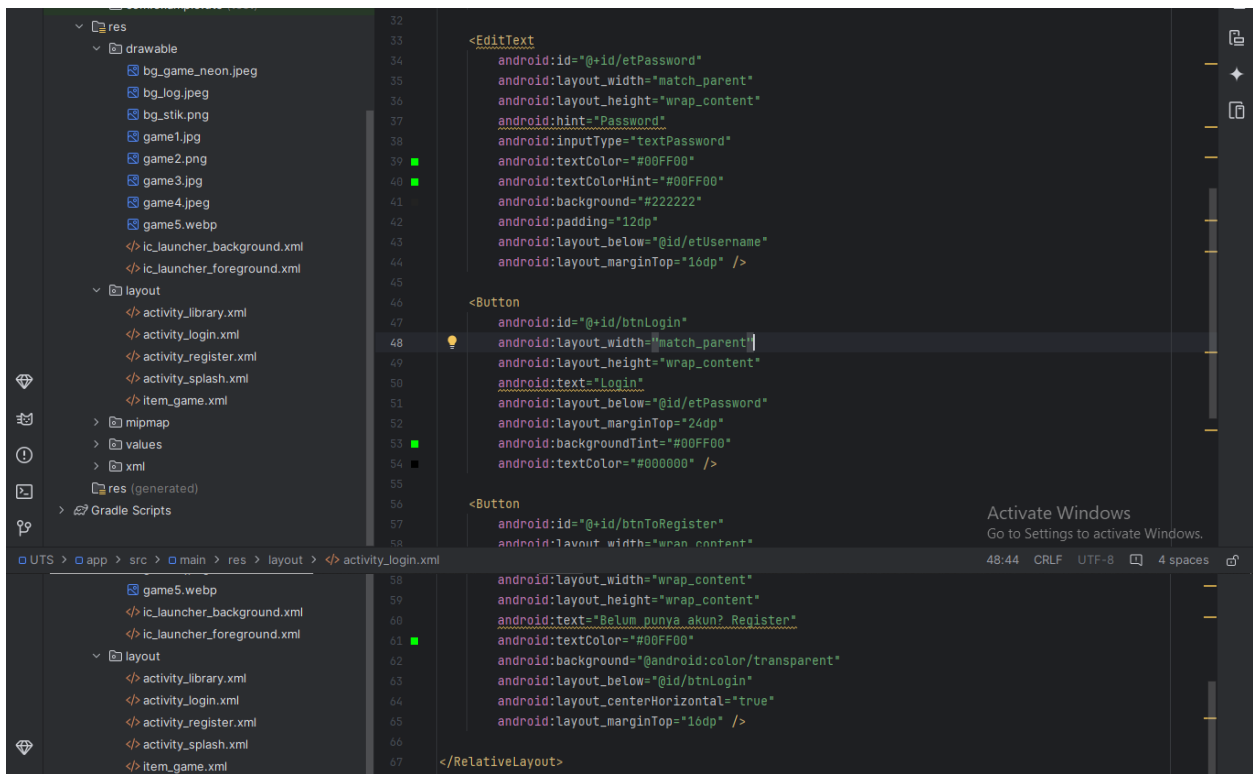 res
drawable
bg_game_neon.jpeg
bg_log.jpeg
bg_stik.png
game1.jpg
game2.png
game3.jpg
game4.jpeg
game5.webp
</> ic_launcher_background.xml
</> ic_launcher_foreground.xml
layout
</> activity_library.xml
</> activity_login.xml
</> activity_register.xml
</> activity_splash.xml
</> item_game.xml
mipmap
values
xml
res (generated)
Gradle Scripts
32
33 <EditText
34 android:id="@+id/etPassword"
35 android:layout_width="match_parent"
36 android:layout_height="wrap_content"
37 android:hint="Password"
38 android:inputType="textPassword"
39 android:textColor="#00FF00"
40 android:textColorHint="#00FF00"
41 android:background="#222222"
42 android:padding="12dp"
43 android:layout_below="@id/etUsername"
44 android:layout_marginTop="16dp" />
45
46 <Button
47 android:id="@+id/btnLogin"
48 android:layout_width="match_parent"
49 android:layout_height="wrap_content"
50 android:text="Login"
51 android:layout_below="@id/etPassword"
52 android:layout_marginTop="24dp"
53 android:backgroundTint="#00FF00"
54 android:textColor="#000000" />
55
56 <Button
57 android:id="@+id/btnToRegister"
58 android:layout_width="wrap_content"
Activate Windows
Go to Settings to activate Windows.
UTS > app > src > main > res > layout > </> activity_login.xml 48:44 CRLF UTF-8 4 spaces
game5.webp
</> ic_launcher_background.xml
</> ic_launcher_foreground.xml
layout
</> activity_library.xml
</> activity_login.xml
</> activity_register.xml
</> activity_splash.xml
</> item_game.xml
58 android:layout_width="wrap_content"
59 android:layout_height="wrap_content"
60 android:text="Belum punya akun? Register"
61 android:textColor="#00FF00"
62 android:background="@android:color/transparent"
63 android:layout_below="@id/btnLogin"
64 android:layout_centerHorizontal="true"
65 android:layout_marginTop="16dp" />
66
67 </RelativeLayout>